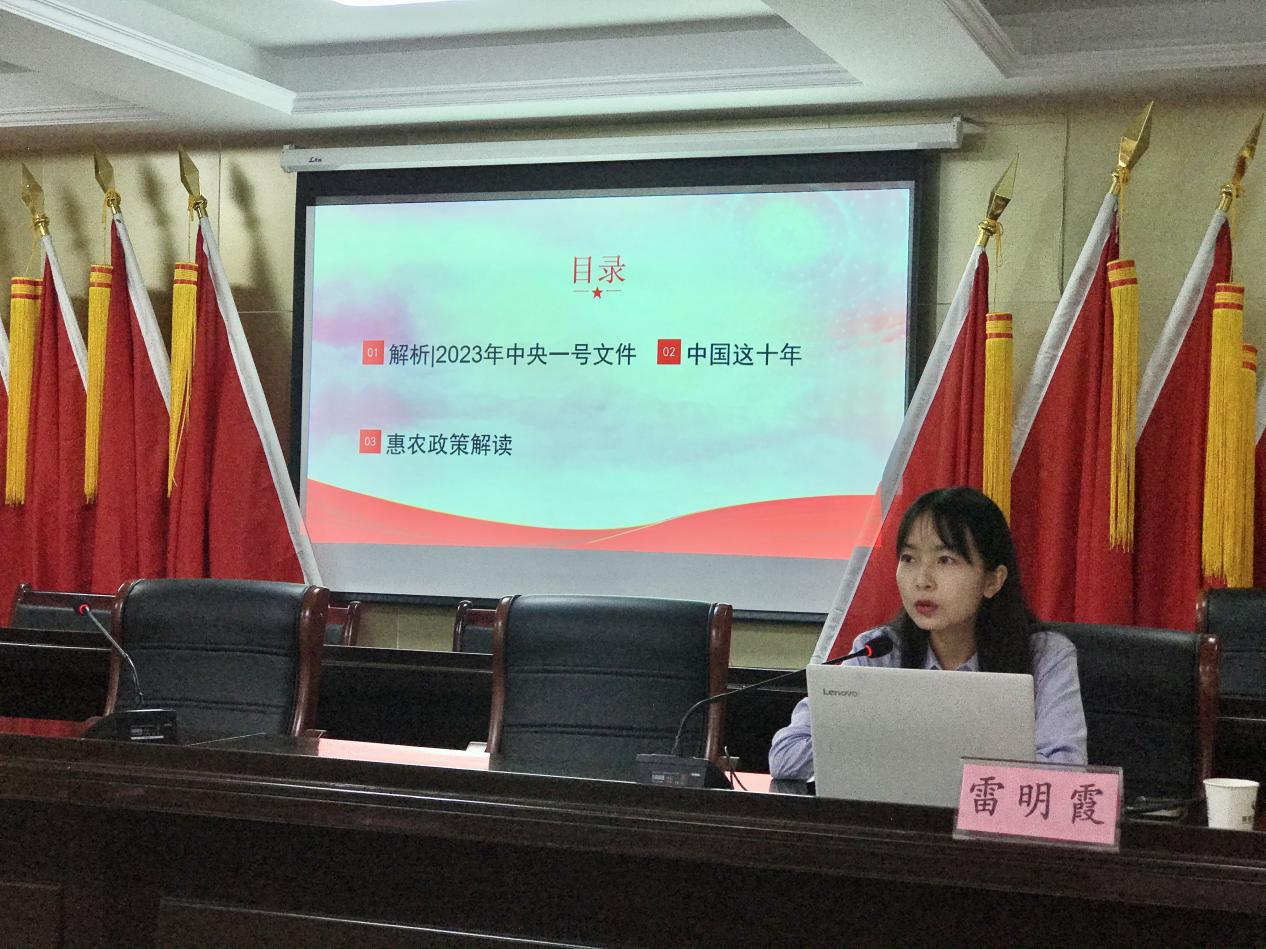 目录
01 解析|2023年中央一号文件 02 中国这十年
03 惠农政策解读
Lenovo
雷明霞